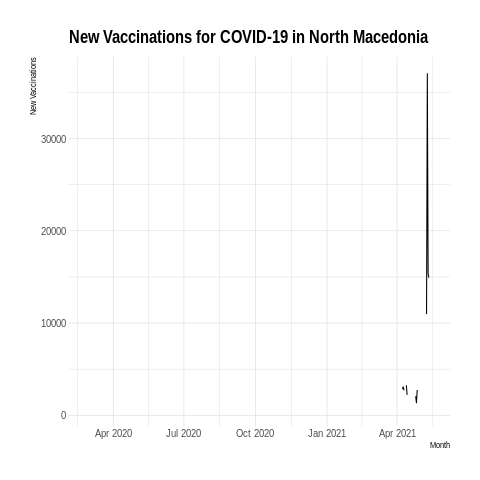 New Vaccinations for COVID-19 in North Macedonia
New Vaccinations
30000
20000
10000
0
Apr 2020 Jul 2020 Oct 2020 Jan 2021 Apr 2021
Month